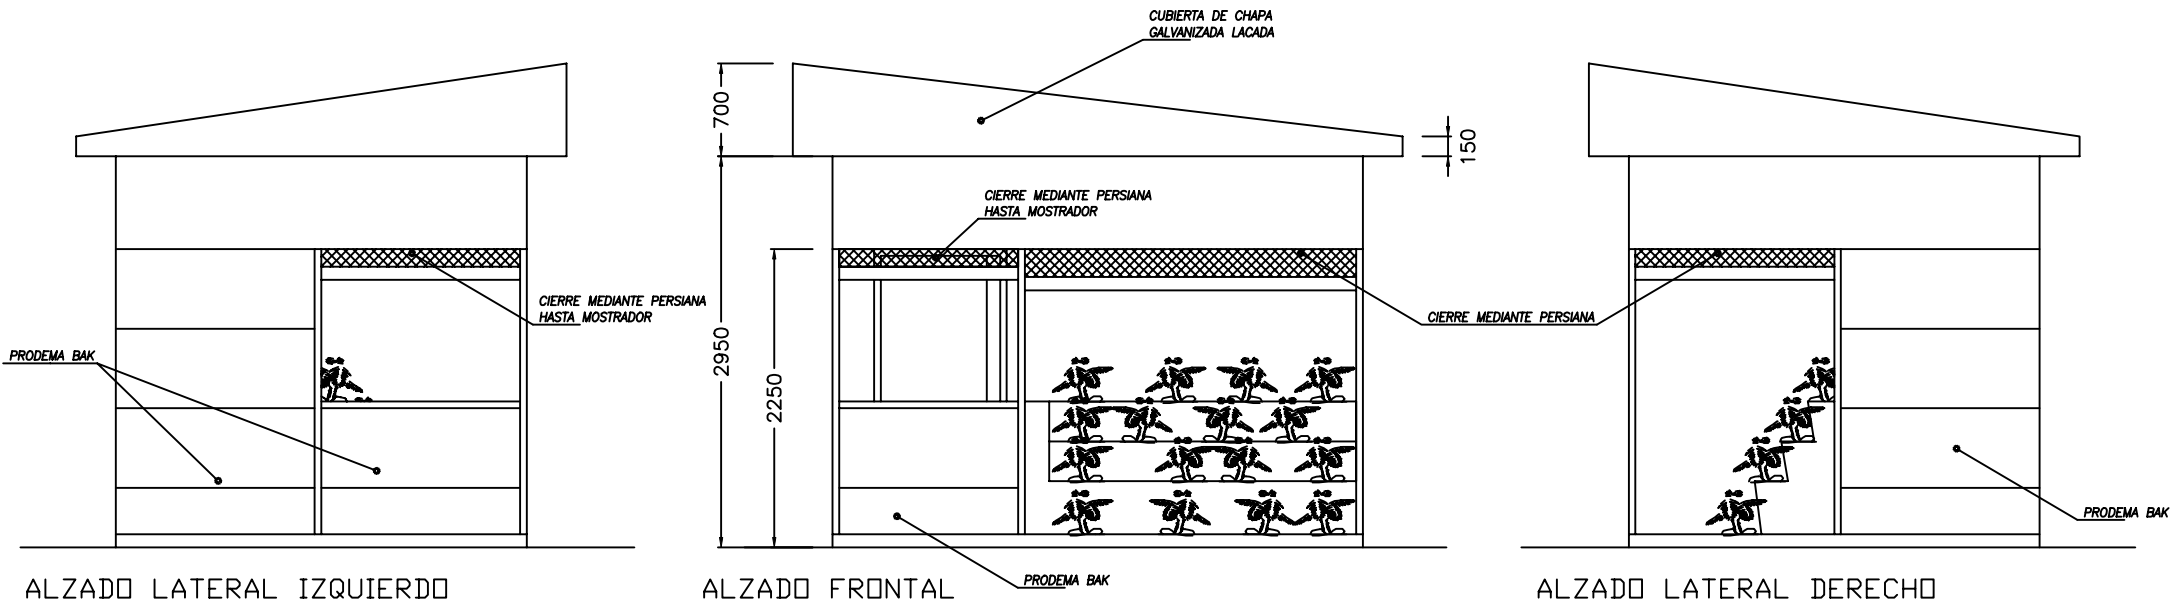 CUBIERTA DE CHAPA
GALVANIZADA LACADA
700
150
CIERRE MEDIANTE PERSIANA
HASTA MOSTRADOR
CIERRE MEDIANTE PERSIANA
HASTA MOSTRADOR
CIERRE MEDIANTE PERSIANA
PRODEMA BAK
2950
2250
PRODEMA BAK
PRODEMA BAK
ALZADO LATERAL IZQUIERDO
ALZADO FRONTAL
ALZADO LATERAL DERECHO